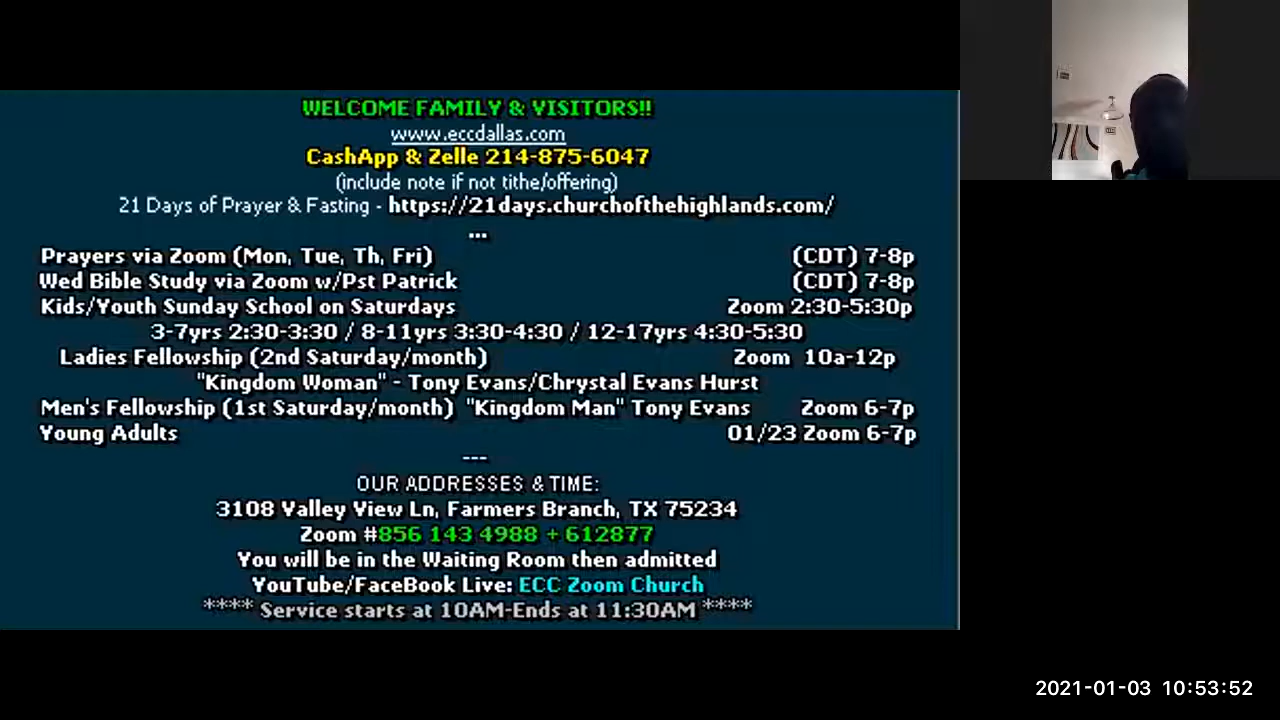 WELCOME FAMILY & VISITORS!!
www.eccdallas.com
CashApp & Zelle 214-875-6047
(include note if not tithe/offering)
21 Days of Prayer & Fasting - https://21days.churchofthehighlands.com/
...
Prayers via Zoom (Mon, Tue, Th, Fri) (CDT) 7-8p
Wed Bible Study via Zoom w/Pst Patrick (CDT) 7-8p
Kids/Youth Sunday School on Saturdays Zoom 2:30-5:30p
3-7yrs 2:30-3:30 / 8-11yrs 3:30-4:30 / 12-17yrs 4:30-5:30
Ladies Fellowship (2nd Saturday/month) Zoom 10a-12p
"Kingdom Woman" - Tony Evans/Chrystal Evans Hurst
Men's Fellowship (1st Saturday/month) "Kingdom Man" Tony Evans Zoom 6-7p
Young Adults 01/23 Zoom 6-7p
---
OUR ADDRESSES & TIME:
3108 Valley View Ln, Farmers Branch, TX 75234
Zoom #856 143 4988 + 612877
You will be in the Waiting Room then admitted
YouTube/FaceBook Live: ECC Zoom Church
**** Service starts at 10AM-Ends at 11:30AM ****
2021-01-03 10:53:52